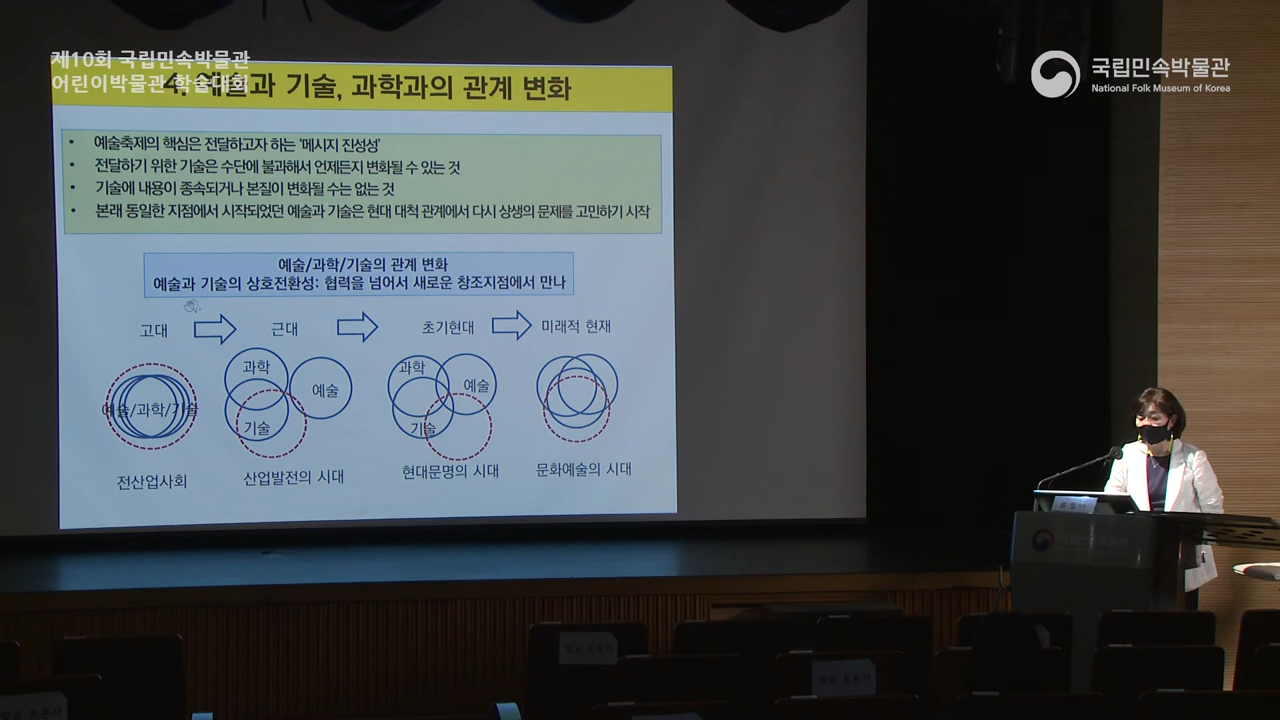 제10회 국립민속박물관
어린이박물관 학술대회
국립민속박물관
National Folk Museum of Korea
4. 예술과 기술, 과학과의 관계 변화
• 예술축제의 핵심은 전달하고자 하는 '메시지 진성성'
• 전달하기 위한 기술은 수단에 불과해서 언제든지 변화될 수 있는 것
• 기술에 내용이 종속되거나 본질이 변화될 수는 없는 것
• 본래 동일한 지점에서 시작되었던 예술과 기술은 현대 대척 관계에서 다시 상생의 문제를 고민하기 시작
예술/과학/기술의 관계 변화
예술과 기술의 상호전환성: 협력을 넘어서 새로운 창조지점에서 만나
고대 근대 초기현대 미래적 현재
과학 예술 과학 예술
예술/과학/기술 기술 기술
전산업사회 산업발전의 시대 현대문명의 시대 문화예술의 시대
국립민속박물관